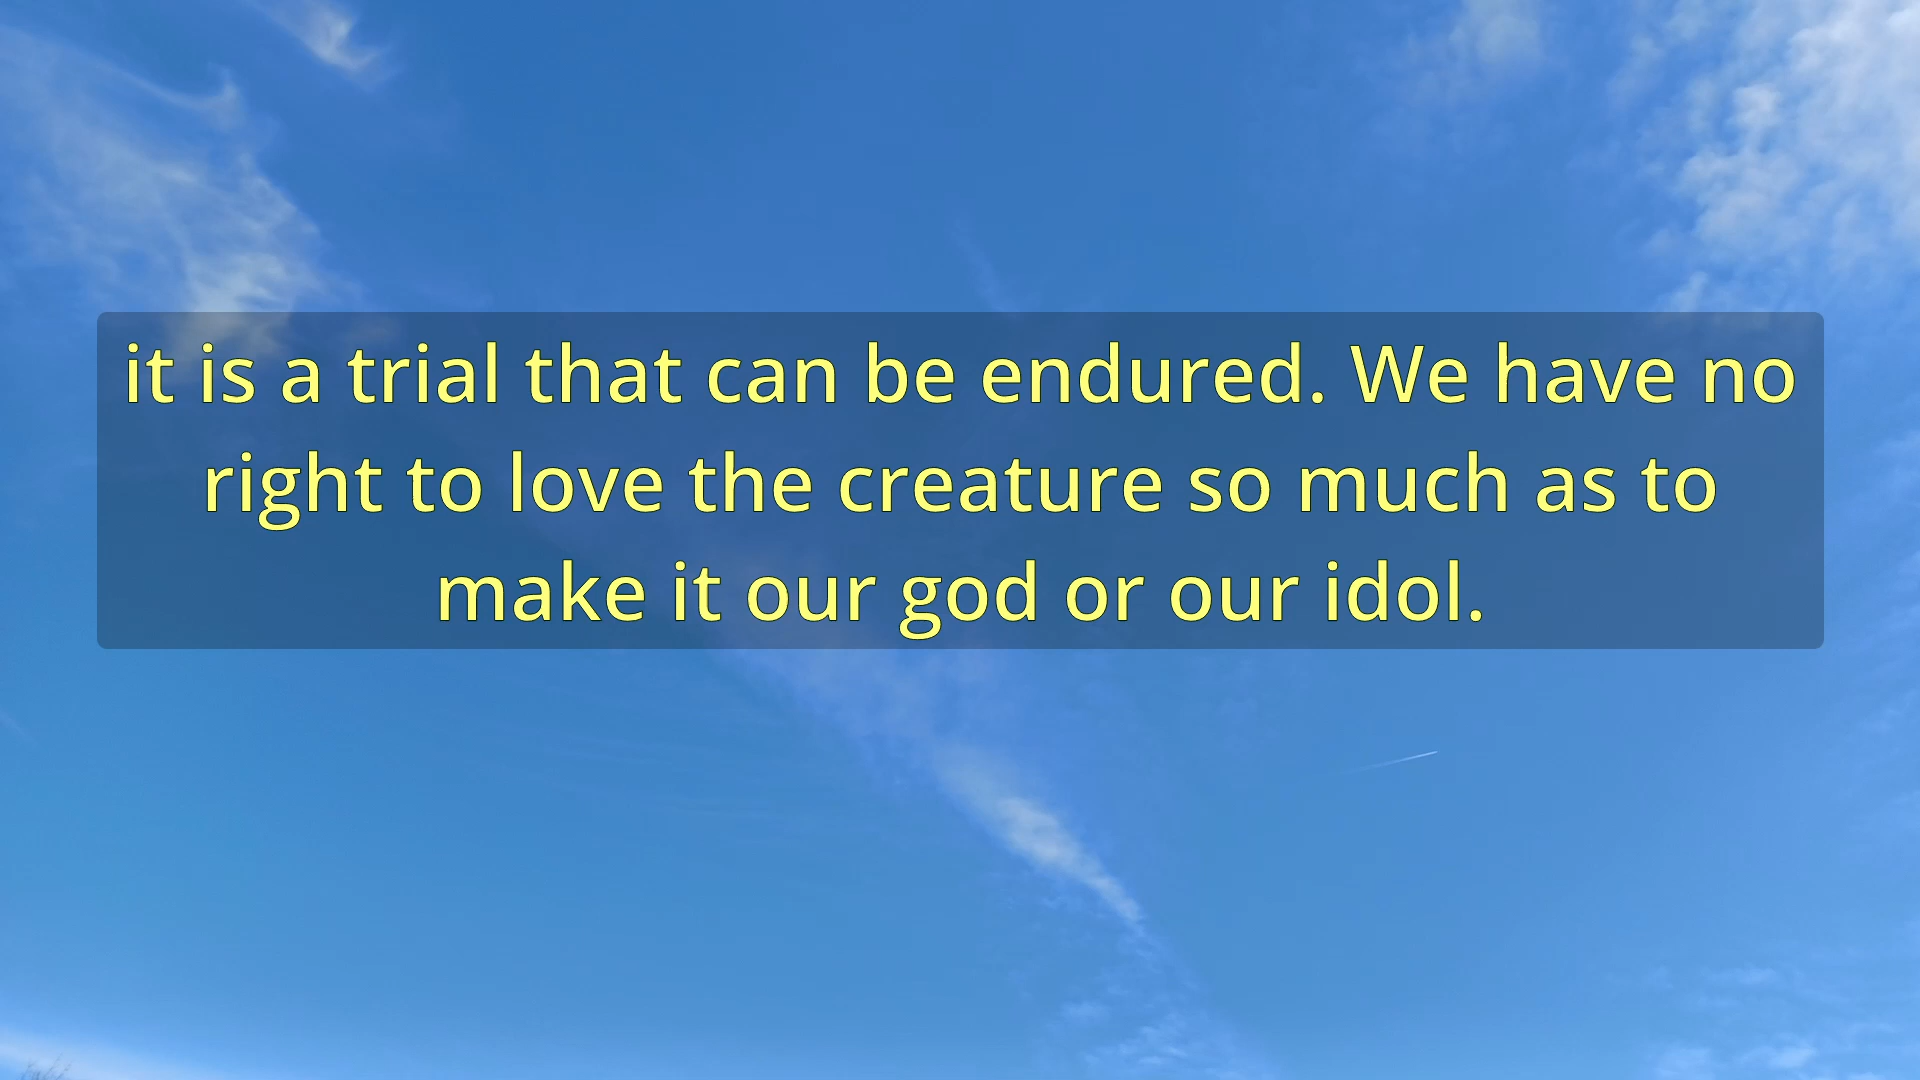 it is a trial that can be endured. We have no
right to love the creature so much as to
make it our god or our idol.